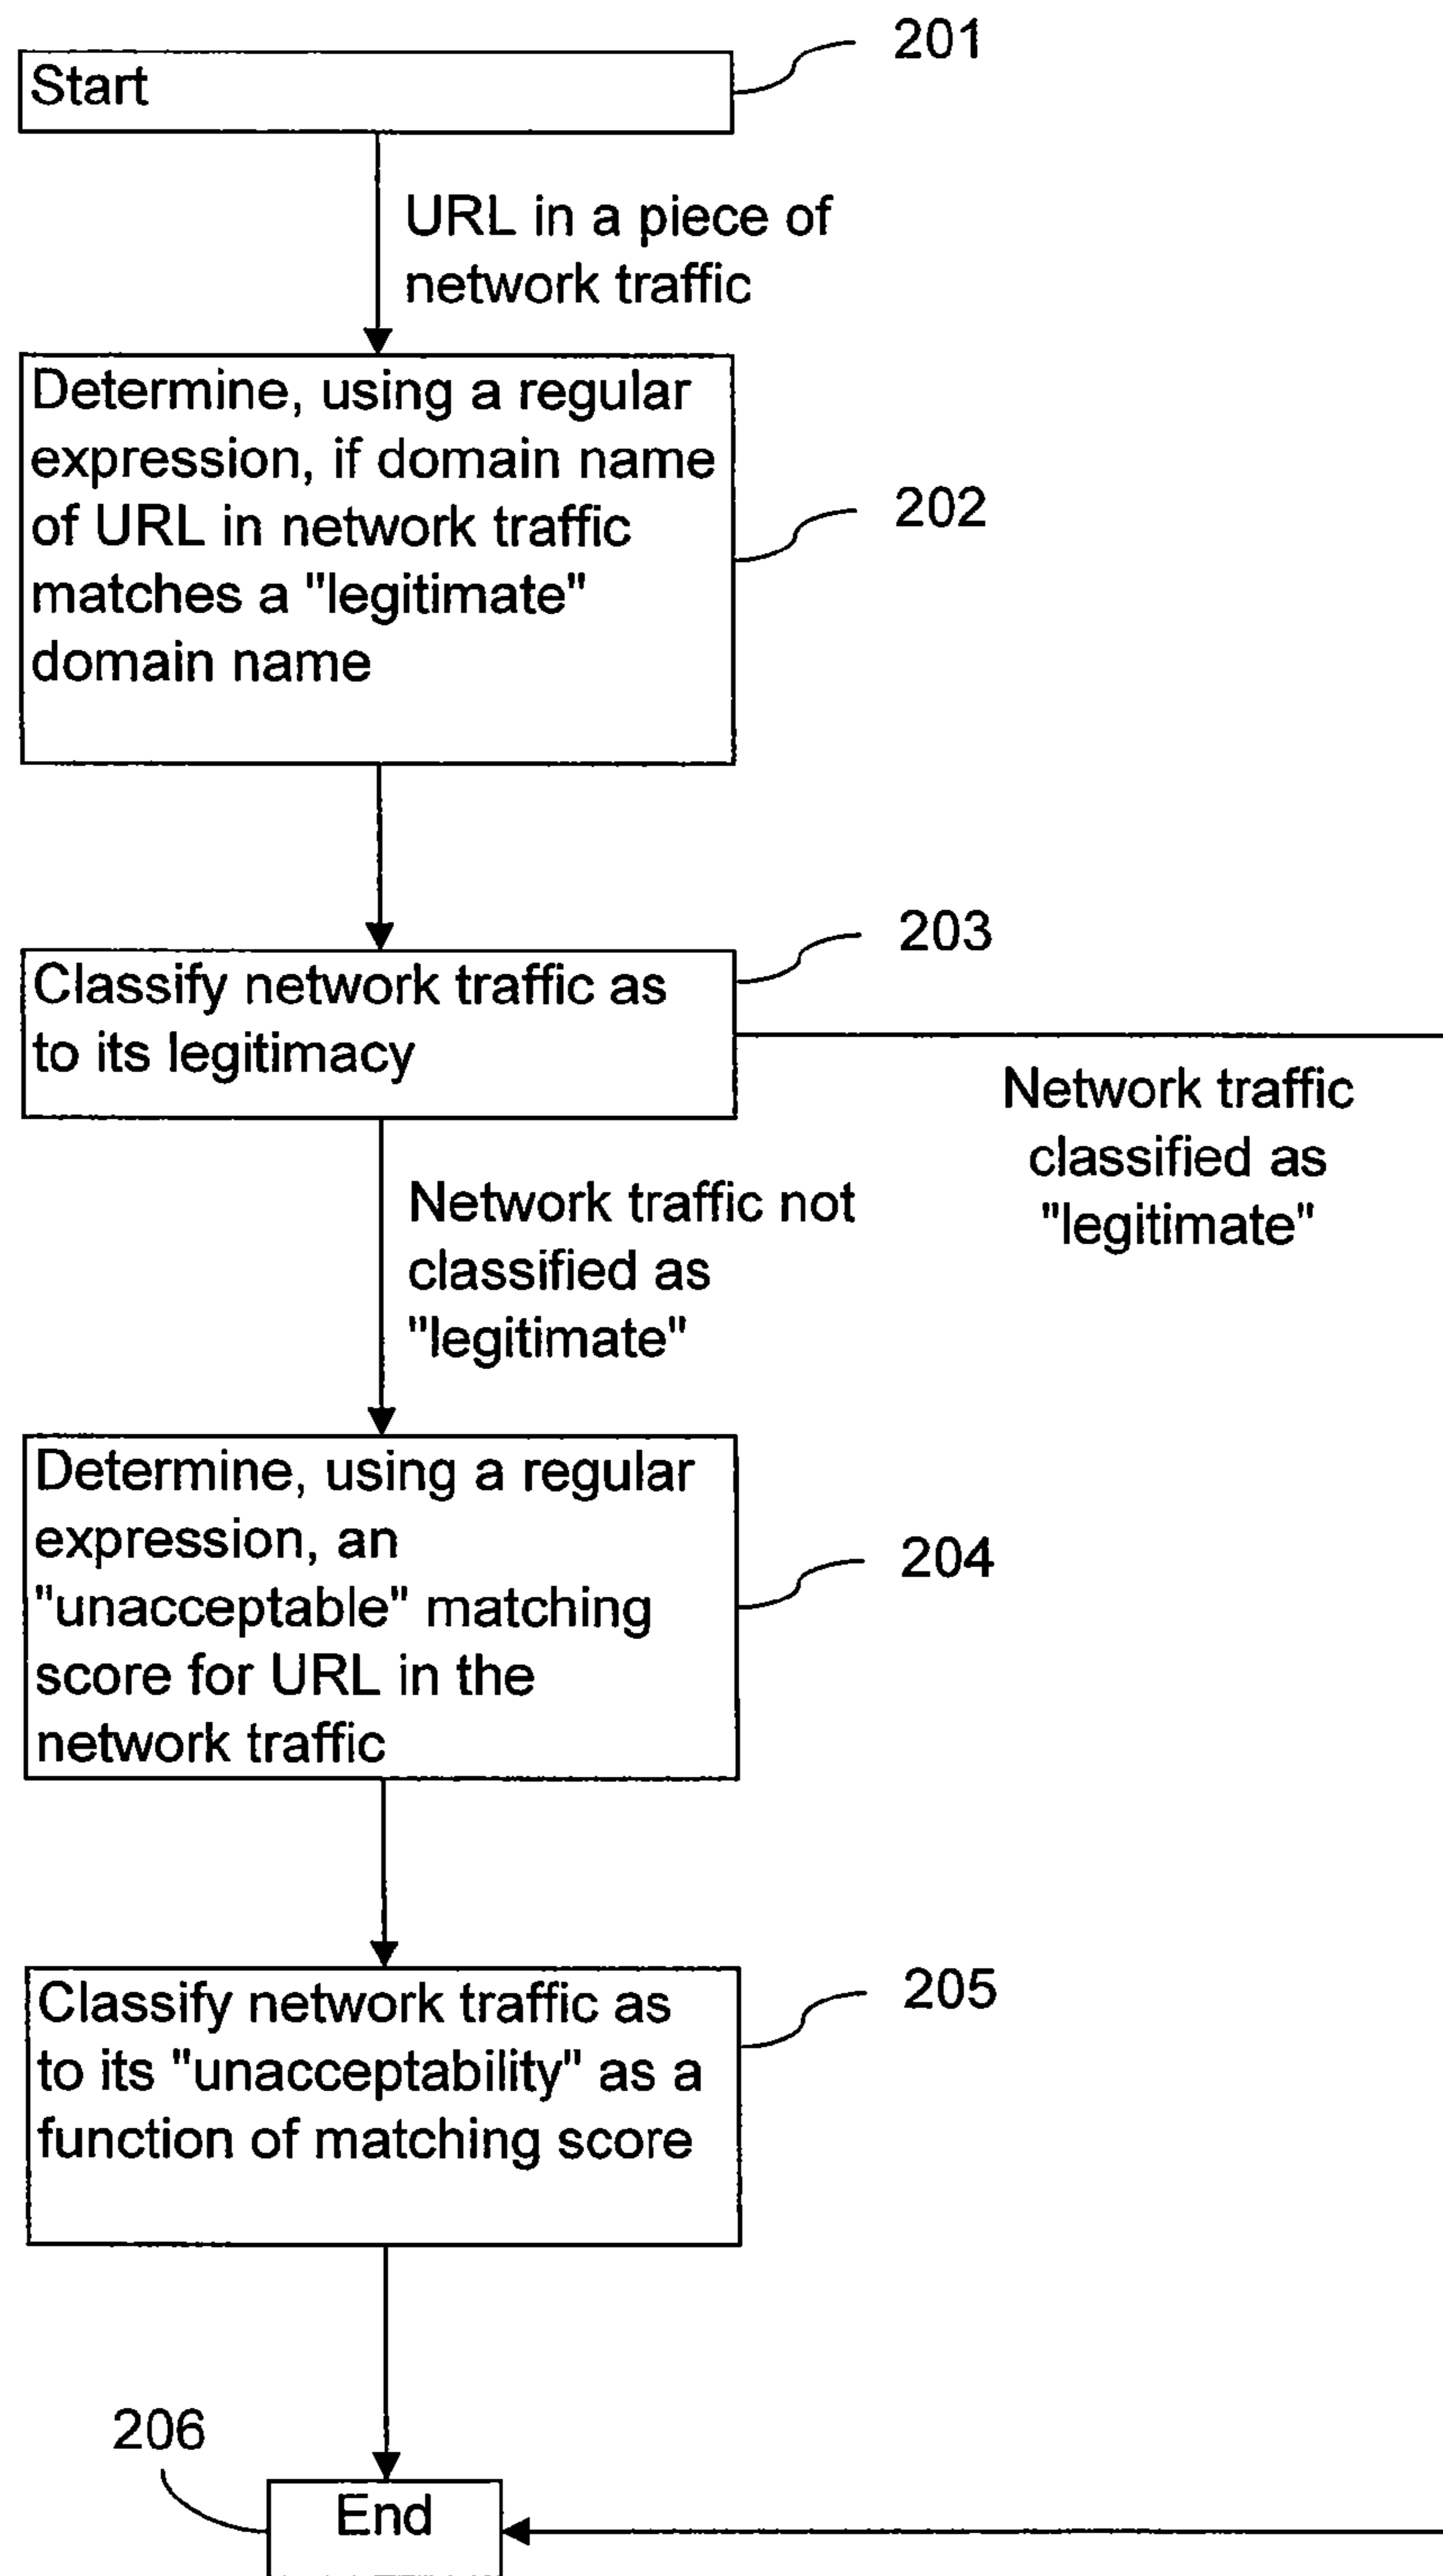 201
Start
URL in a piece of
network traffic
Determine, using a regular
expression, if domain name
of URL in network traffic
matches a "legitimate"
domain name
202
203
Classify network traffic as
to its legitimacy
Network traffic
classified as
"legitimate"
Network traffic not
classified as
"legitimate"
Determine, using a regular
expression, an
"unacceptable" matching
score for URL in the
network traffic
204
Classify network traffic as
to its "unacceptability" as a
function of matching score
205
206
End